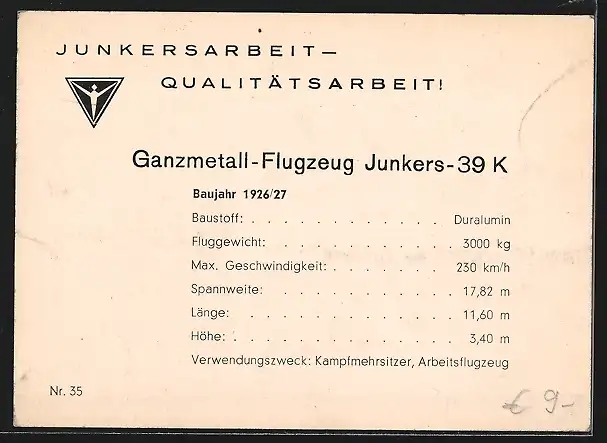 JUNKERSARBEIT—
QUALITÄTSARBEIT!
Ganzmetall-Flugzeug Junkers-39 K
Baujahr 1926/27
Baustoff: . . . . . . . . . . . . Duralumin
Fluggewicht: . . . . . . . . . . . 3000 kg
Max. Geschwindigkeit: . . . . . . . 230 km/h
Spannweite: . . . . . . . . . . . 17,82 m
Länge: . . . . . . . . . . . . 11,60 m
Höhe: . . . . . . . . . . . . . 3,40 m
Verwendungszweck: Kampfmehrsitzer, Arbeitsflugzeug
Nr. 35
€ 9-